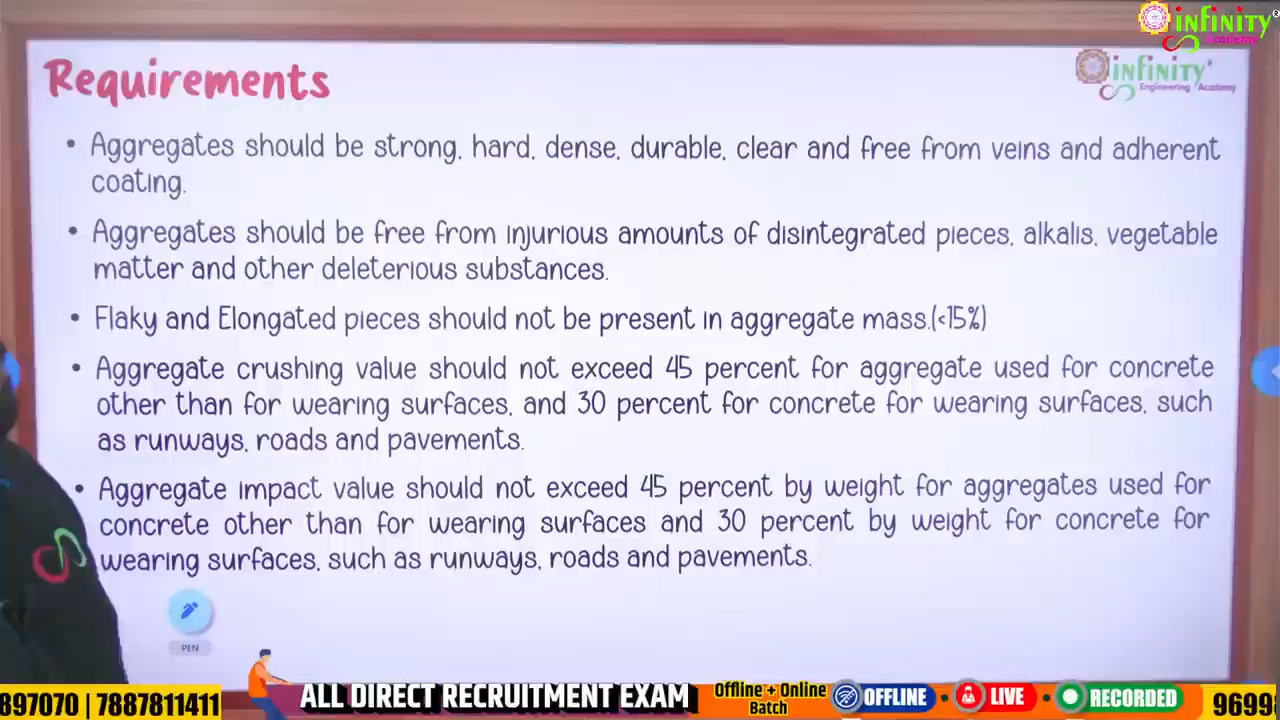 infinity
Academy
Requirements
infinity
Engineering Academy
• Aggregates should be strong, hard, dense, durable, clear and free from veins and adherent
coating.
• Aggregates should be free from injurious amounts of disintegrated pieces, alkalis, vegetable
matter and other deleterious substances.
• Flaky and Elongated pieces should not be present in aggregate mass.(<15%)
• Aggregate crushing value should not exceed 45 percent for aggregate used for concrete
other than for wearing surfaces, and 30 percent for concrete for wearing surfaces, such
as runways, roads and pavements.
• Aggregate impact value should not exceed 45 percent by weight for aggregates used for
concrete other than for wearing surfaces and 30 percent by weight for concrete for
wearing surfaces, such as runways, roads and pavements.
PEN
897070 | 7887811411 ALL DIRECT RECRUITMENT EXAM Offline + Online Batch OFFLINE • LIVE • RECORDED 9699